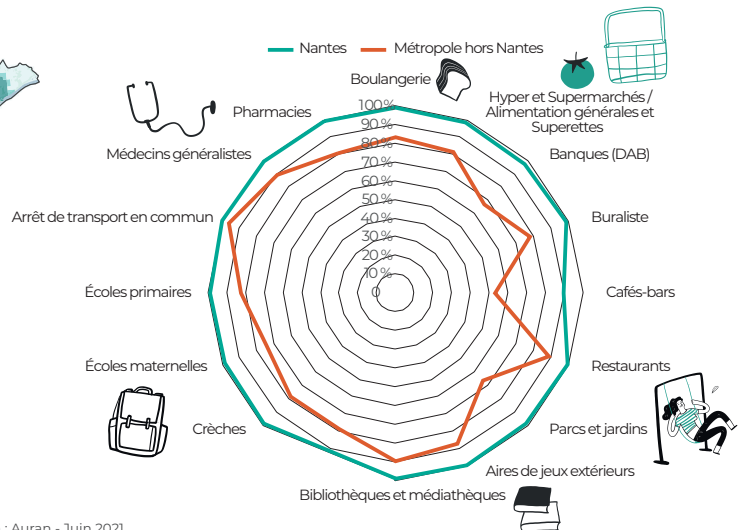 Nantes
Métropole hors Nantes
Boulangerie
Hyper et Supermarchés /
Alimentation générales et
Superettes
Banques (DAB)
Buraliste
Cafés-bars
Restaurants
Parcs et jardins
Aires de jeux extérieurs
Bibliothèques et médiathèques
Crèches
Écoles maternelles
Écoles primaires
Arrêt de transport en commun
Médecins généralistes
Pharmacies
100%
90%
80%
70%
60%
50%
40%
30%
20%
10%
0
: Auran - Juin 2021